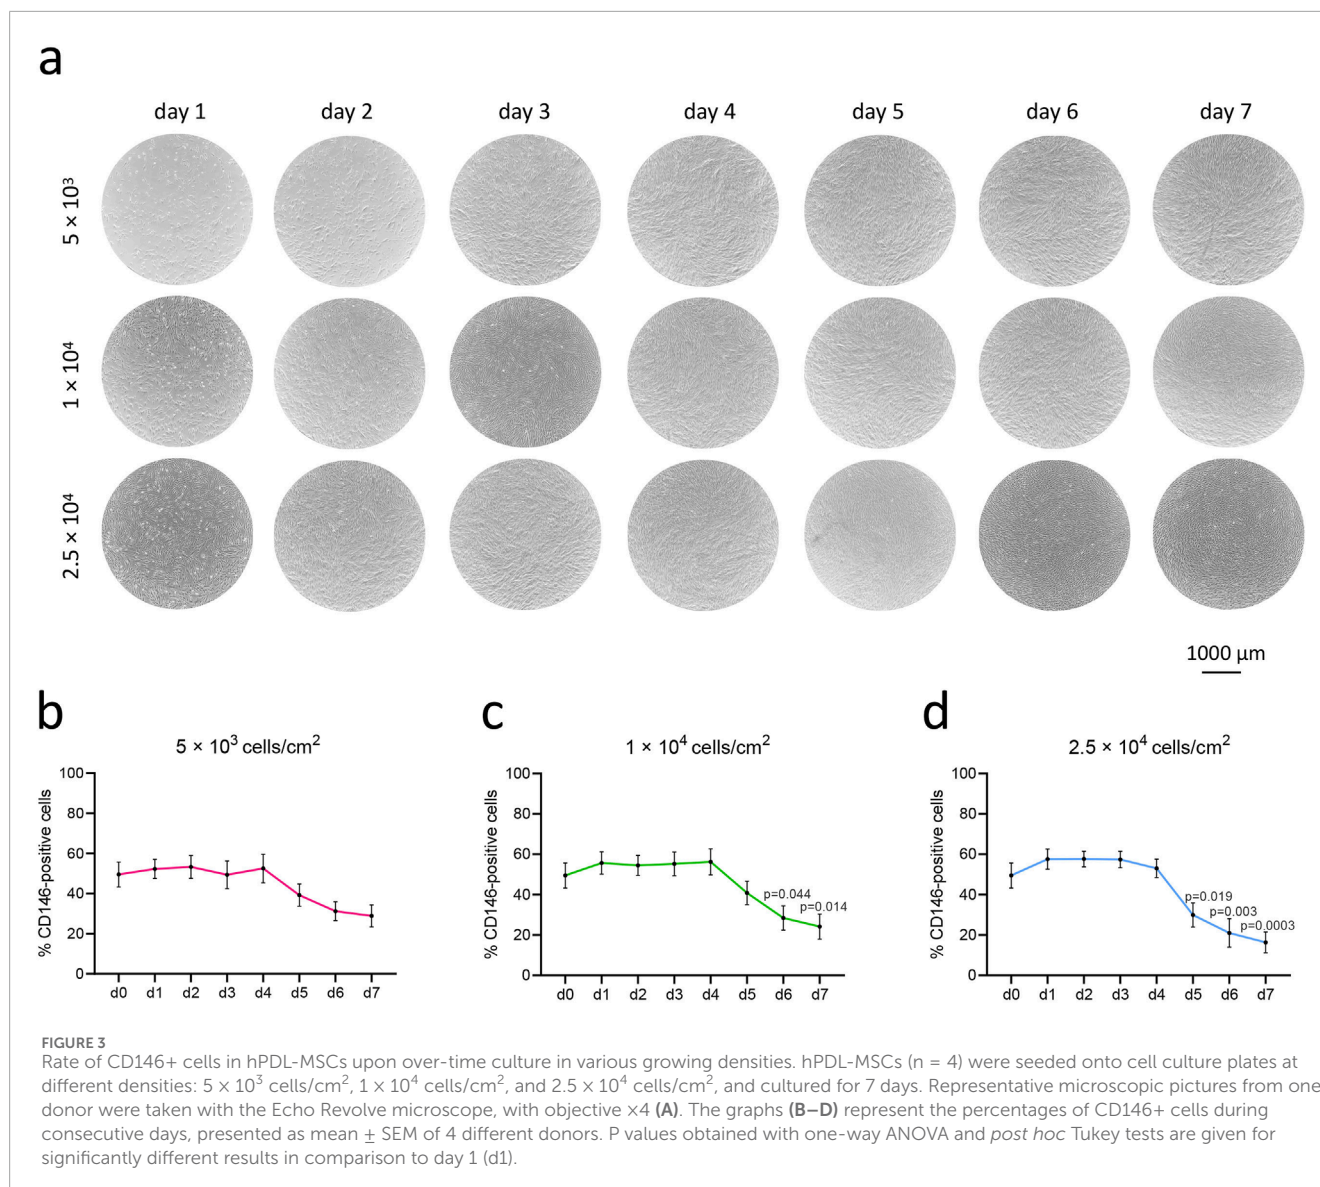 a
day 1 day 2 day 3 day 4 day 5 day 6 day 7
5 × 10³
1 × 10⁴
2.5 × 10⁴
1000 µm
b
5 × 10³ cells/cm²
% CD146-positive cells
100
80
60
40
20
0
d0 d1 d2 d3 d4 d5 d6 d7
c
1 × 10⁴ cells/cm²
% CD146-positive cells
100
80
60
40
20
0
p=0.044
p=0.014
d0 d1 d2 d3 d4 d5 d6 d7
d
2.5 × 10⁴ cells/cm²
% CD146-positive cells
100
80
60
40
20
0
p=0.019
p=0.003
p=0.0003
d0 d1 d2 d3 d4 d5 d6 d7
FIGURE 3
Rate of CD146+ cells in hPDL-MSCs upon over-time culture in various growing densities. hPDL-MSCs (n = 4) were seeded onto cell culture plates at
different densities: 5 × 10³ cells/cm², 1 × 10⁴ cells/cm², and 2.5 × 10⁴ cells/cm², and cultured for 7 days. Representative microscopic pictures from one
donor were taken with the Echo Revolve microscope, with objective ×4 (A). The graphs (B–D) represent the percentages of CD146+ cells during
consecutive days, presented as mean ± SEM of 4 different donors. P values obtained with one-way ANOVA and post hoc Tukey tests are given for
significantly different results in comparison to day 1 (d1).